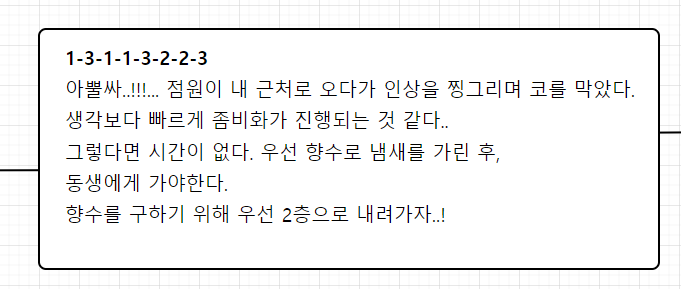 1-3-1-1-3-2-2-3
아뿔싸..!!!... 점원이 내 근처로 오다가 인상을 찡그리며 코를 막았다.
생각보다 빠르게 좀비화가 진행되는 것 같다..
그렇다면 시간이 없다. 우선 향수로 냄새를 가린 후,
동생에게 가야한다.
향수를 구하기 위해 우선 2층으로 내려가자..!